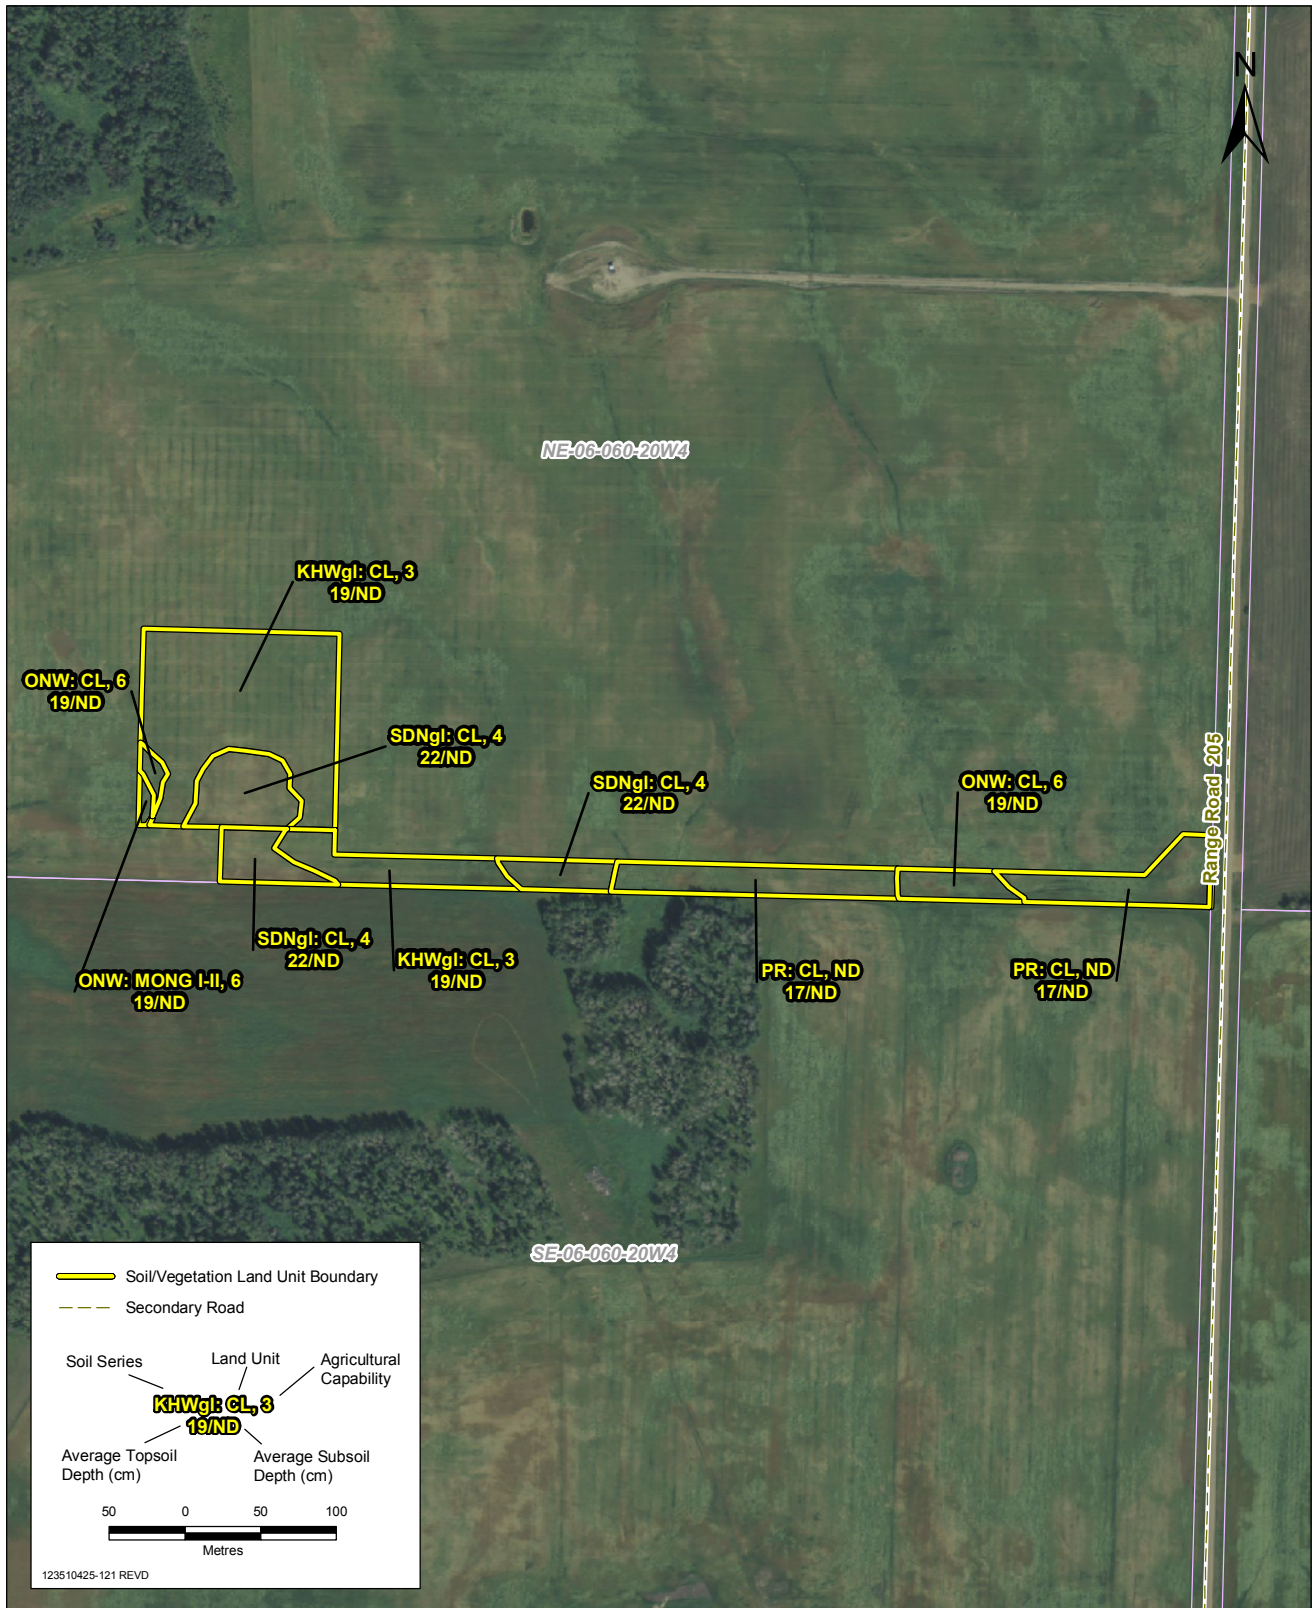 N
NE-06-060-20W4
KHWgl: CL, 3
19/ND
ONW: CL, 6
19/ND
SDNgl: CL, 4
22/ND
SDNgl: CL, 4
22/ND
ONW: CL, 6
19/ND
Range Road 205
SDNgl: CL, 4
22/ND
KHWgl: CL, 3
19/ND
ONW: MONG I-II, 6
19/ND
PR: CL, ND
17/ND
PR: CL, ND
17/ND
SE-06-060-20W4
Soil/Vegetation Land Unit Boundary
Secondary Road
Soil Series
Land Unit
Agricultural
Capability
KHWgl: CL, 3
19/ND
Average Topsoil
Depth (cm)
Average Subsoil
Depth (cm)
50 0 50 100
Metres
123510425-121 REVD